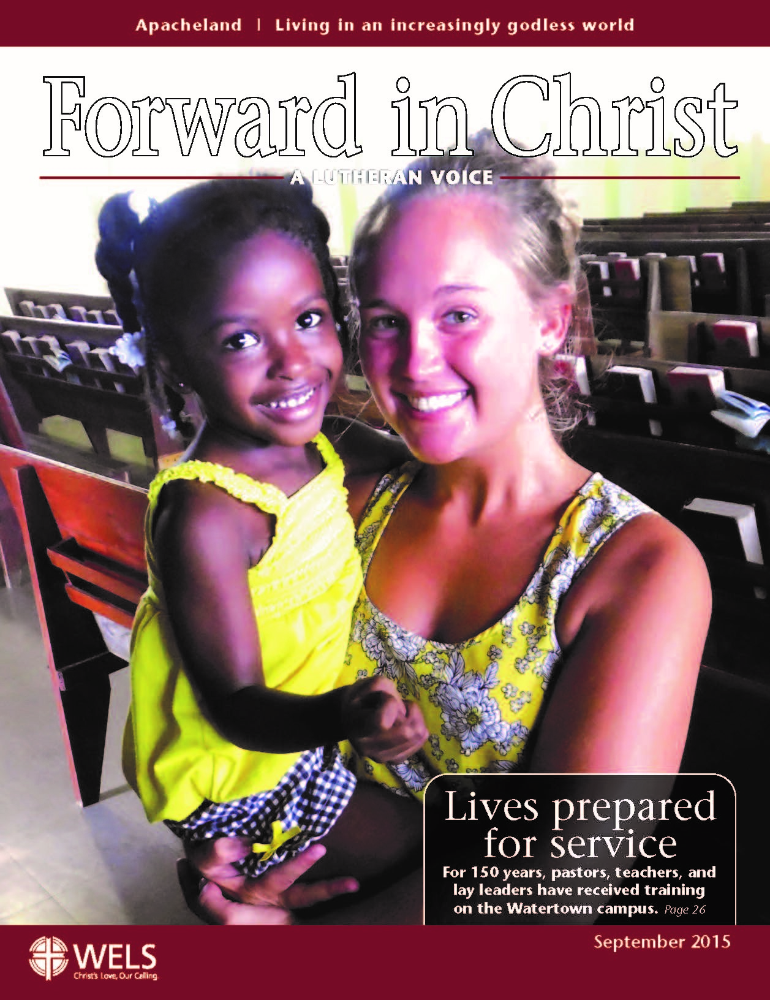 Apacheland | Living in an increasingly godless world
Forward in Christ
A LUTHERAN VOICE
Lives prepared
for service
For 150 years, pastors, teachers, and
lay leaders have received training
on the Watertown campus. Page 26
September 2015
WELS
Christ's Love, Our Calling.